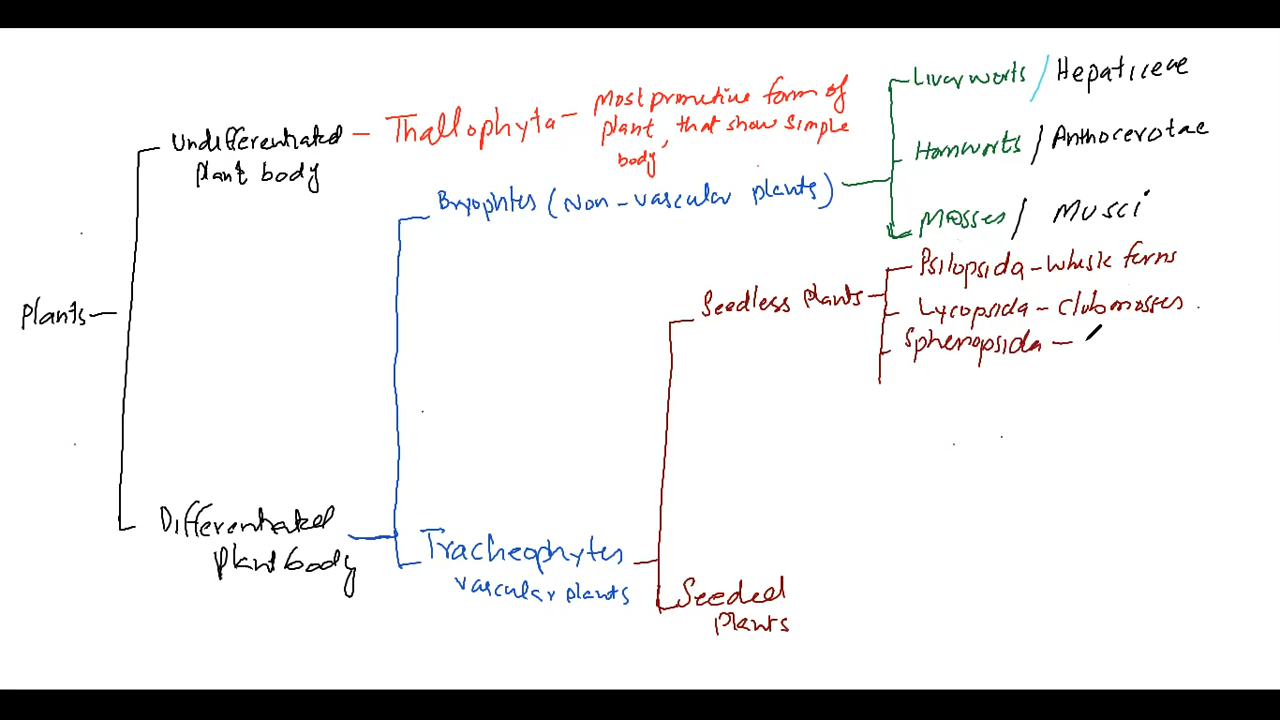 Plants
Undifferentiated
plant body
Thallophyta - Most primitive form of
plant, that show simple
body
Differentiated
plant body
Bryophites (Non-vascular plants)
Liverworts / Hepaticeae
Hornworts / Anthocerotae
Mosses / Musci
Tracheophytes
vascular plants
Seedless plants
Psilopsida - whisk ferns
Lycopsida - Clubmosses
Sphenopsida -
Seeded
plants